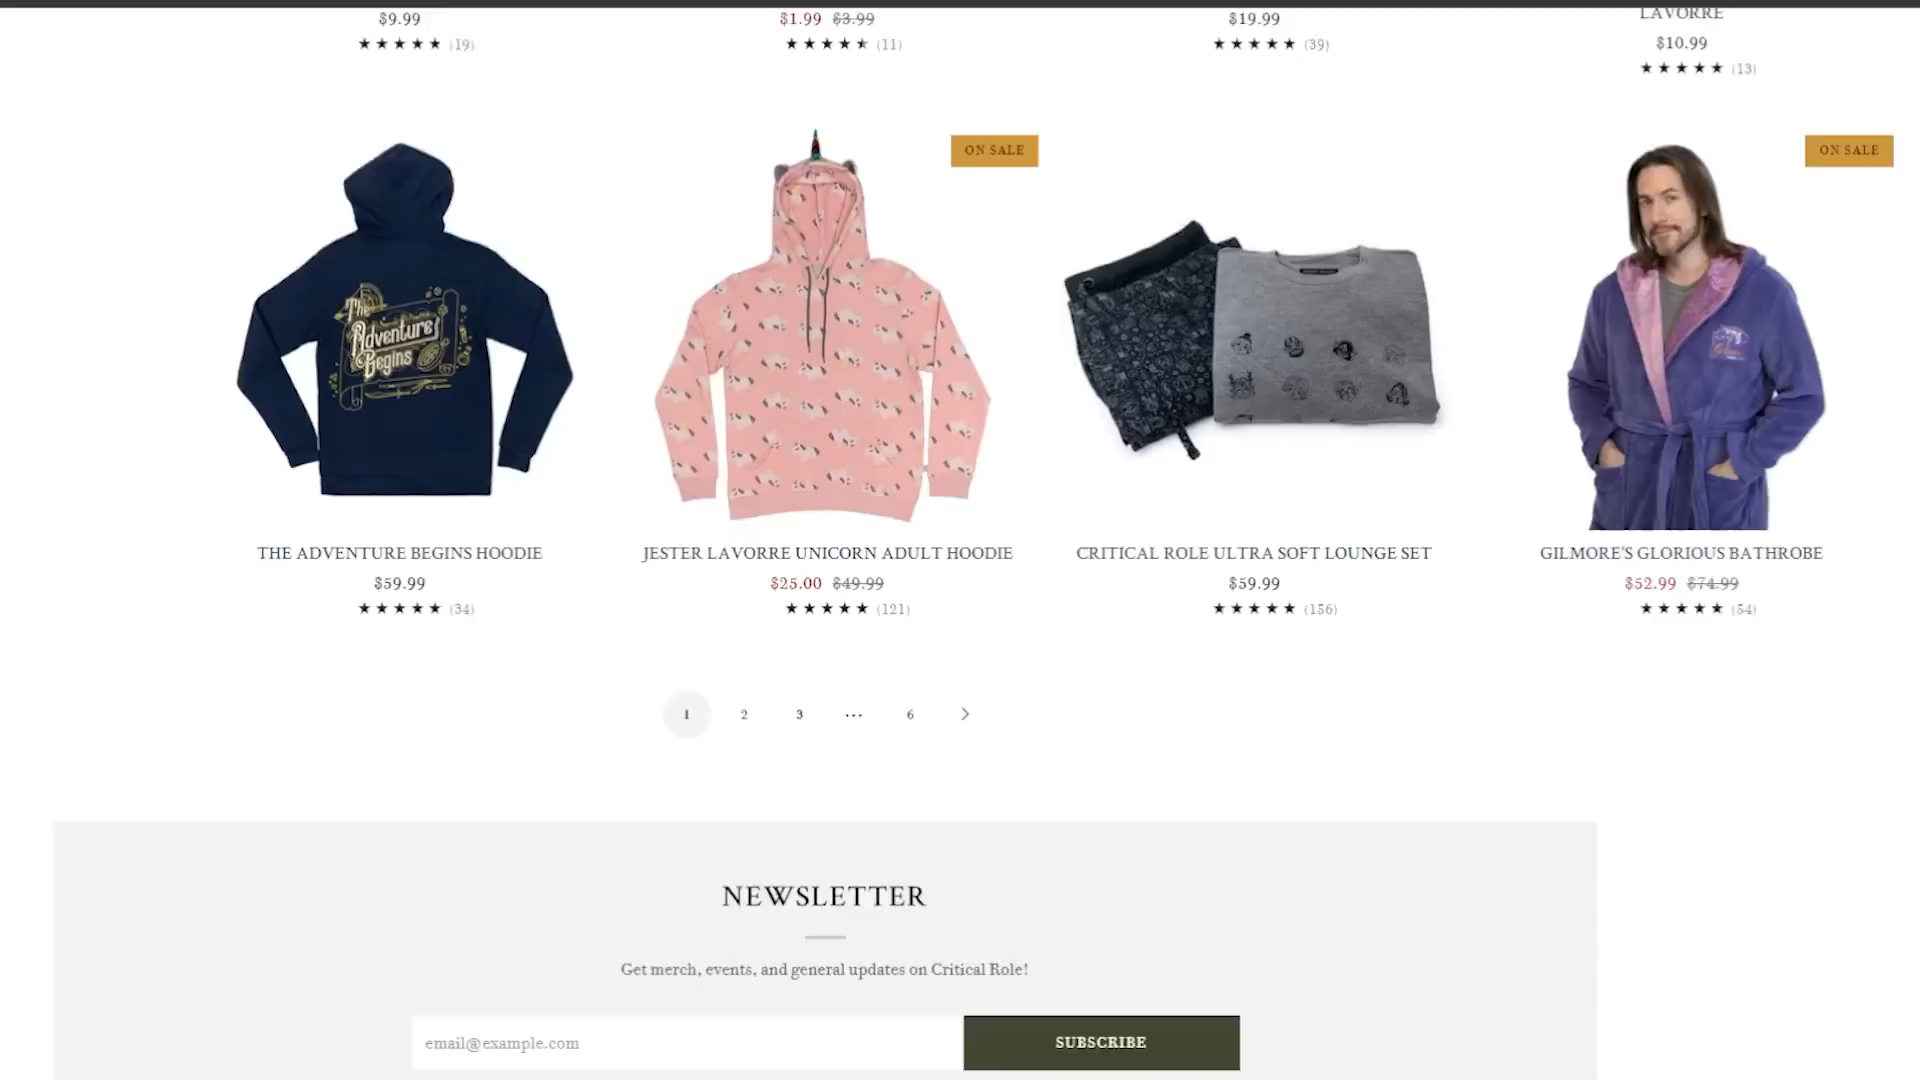 $9.99
★★★★★ (19)
$1.99 $3.99
(11)
$19.99
★★★★★ (39)
LAVORRE
$10.99
★★★★★ (13)
ON SALE
ON SALE
The
Adventure
Begins
THE ADVENTURE BEGINS HOODIE
$59.99
★★★★★ (34)
JESTER LAVORRE UNICORN ADULT HOODIE
$25.00 $49.99
★★★★★ (121)
CRITICAL ROLE ULTRA SOFT LOUNGE SET
$59.99
★★★★★ (156)
GILMORE'S GLORIOUS BATHROBE
$52.99 $74.99
★★★★★ (54)
1 2 3 ... 6 >
NEWSLETTER
Get merch, events, and general updates on Critical Role!
email@example.com
SUBSCRIBE